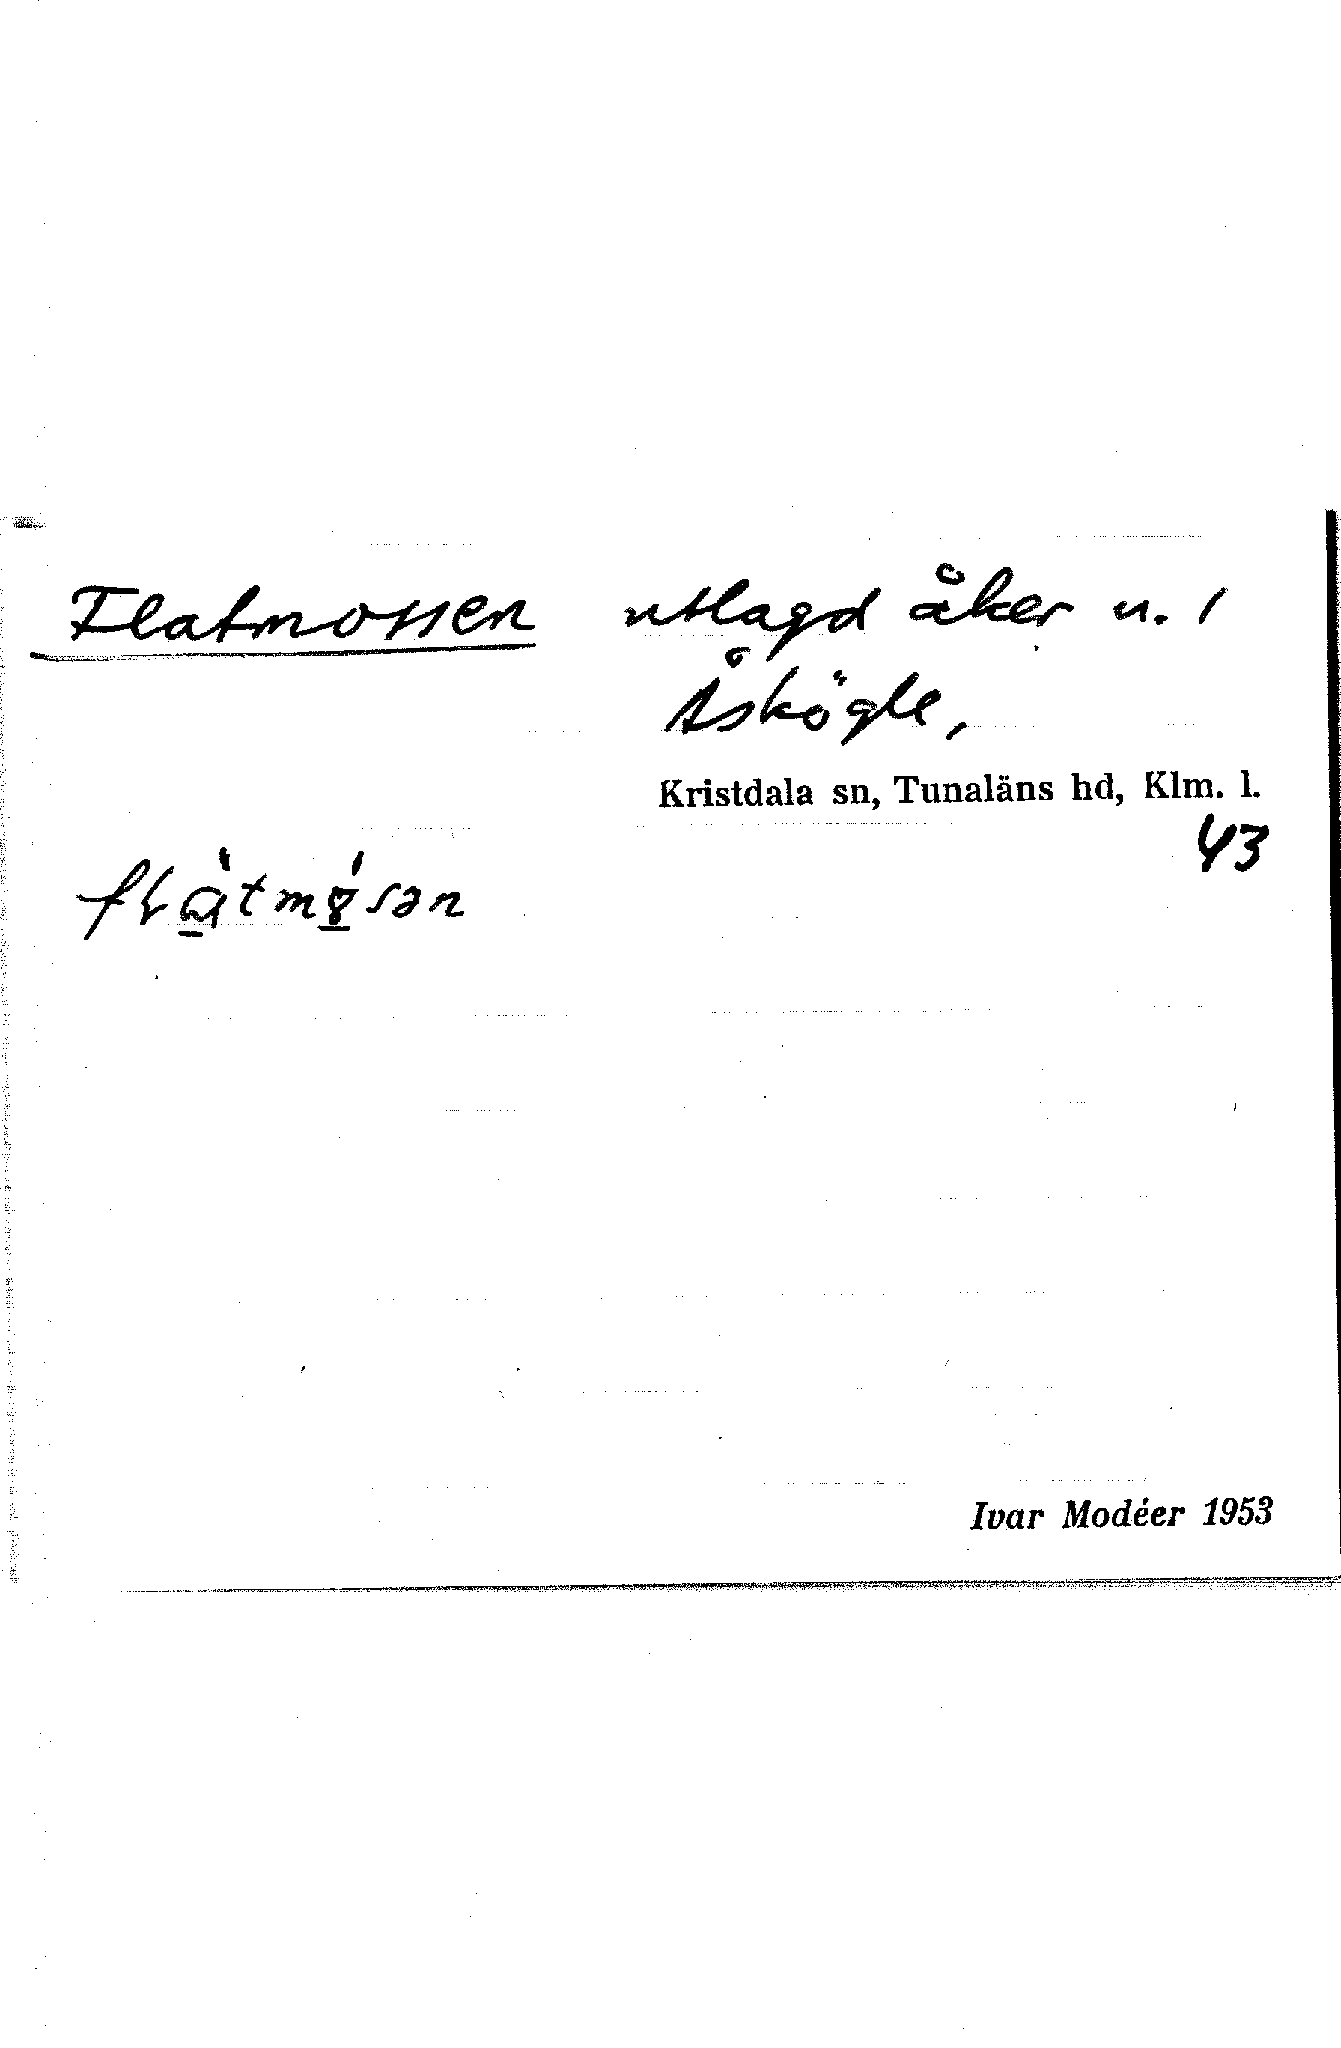 Flatmossen utlagd åker u. 1
Åskögle,
Kristdala sn, Tunaläns hd, Klm. l.
43
Ivar Modéer 1953